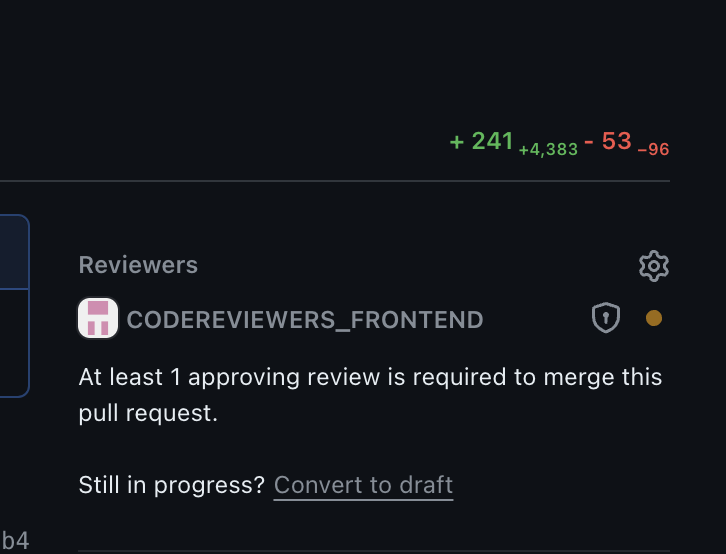 + 241 +4,383 - 53 −96
Reviewers
CODEREVIEWERS_FRONTEND
At least 1 approving review is required to merge this
pull request.
Still in progress? Convert to draft
b4